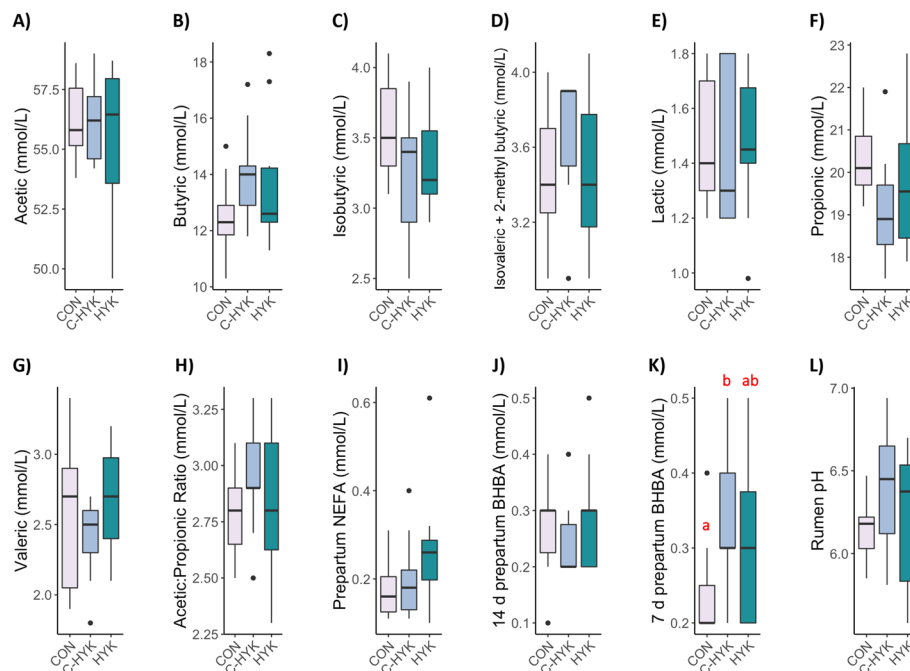 A)
Acetic (mmol/L)
57.5
55.0
52.5
50.0
CON
C-HYK
HYK
B)
Butyric (mmol/L)
18
16
14
12
10
CON
C-HYK
HYK
C)
Isobutyric (mmol/L)
4.0
3.5
3.0
2.5
CON
C-HYK
HYK
D)
Isovaleric + 2-methyl butyric (mmol/L)
4.0
3.6
3.2
CON
C-HYK
HYK
E)
Lactic (mmol/L)
1.8
1.6
1.4
1.2
1.0
CON
C-HYK
HYK
F)
Propionic (mmol/L)
23
22
21
20
19
18
CON
C-HYK
HYK
G)
Valeric (mmol/L)
3.5
3.0
2.5
2.0
CON
C-HYK
HYK
H)
Acetic:Propionic Ratio (mmol/L)
3.25
3.00
2.75
2.50
2.25
CON
C-HYK
HYK
I)
Prepartum NEFA (mmol/L)
0.6
0.4
0.2
CON
C-HYK
HYK
J)
14 d prepartum BHBA (mmol/L)
0.5
0.4
0.3
0.2
0.1
CON
C-HYK
HYK
K)
7 d prepartum BHBA (mmol/L)
0.5
0.4
0.3
0.2
a
b
ab
CON
C-HYK
HYK
L)
Rumen pH
7.0
6.5
6.0
CON
C-HYK
HYK